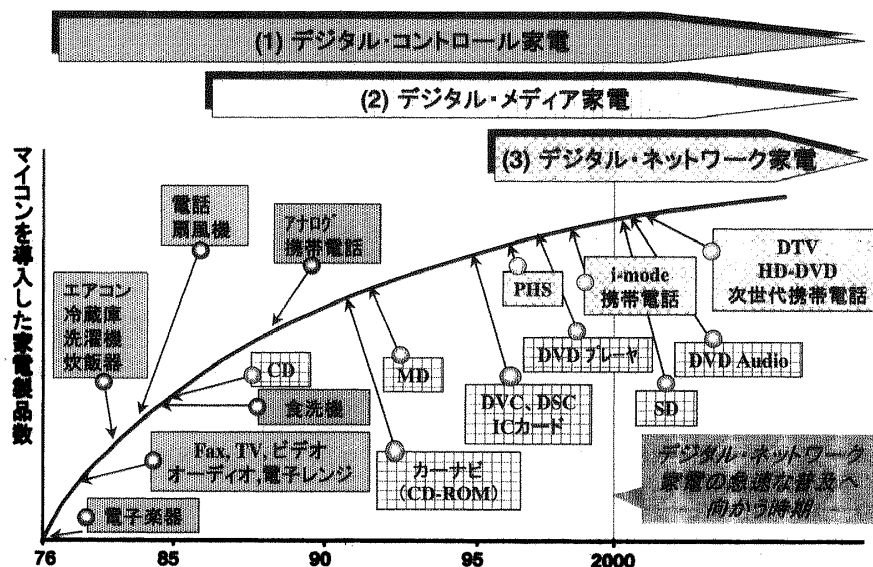 (1) デジタル・コントロール家電
(2) デジタル・メディア家電
(3) デジタル・ネットワーク家電
マイコンを導入した家電製品数
電話
扇風機
アナログ
携帯電話
エアコン
冷蔵庫
洗濯機
炊飯器
PHS
i-mode
携帯電話
DTV
HD-DVD
次世代携帯電話
CD
MD
DVD プレーヤ
DVD Audio
食洗機
DVC、DSC
ICカード
SD
Fax, TV, ビデオ
オーディオ,電子レンジ
カーナビ
(CD-ROM)
デジタル・ネットワーク
家電の急速な普及へ
向かう時期
電子楽器
76
85
90
95
2000